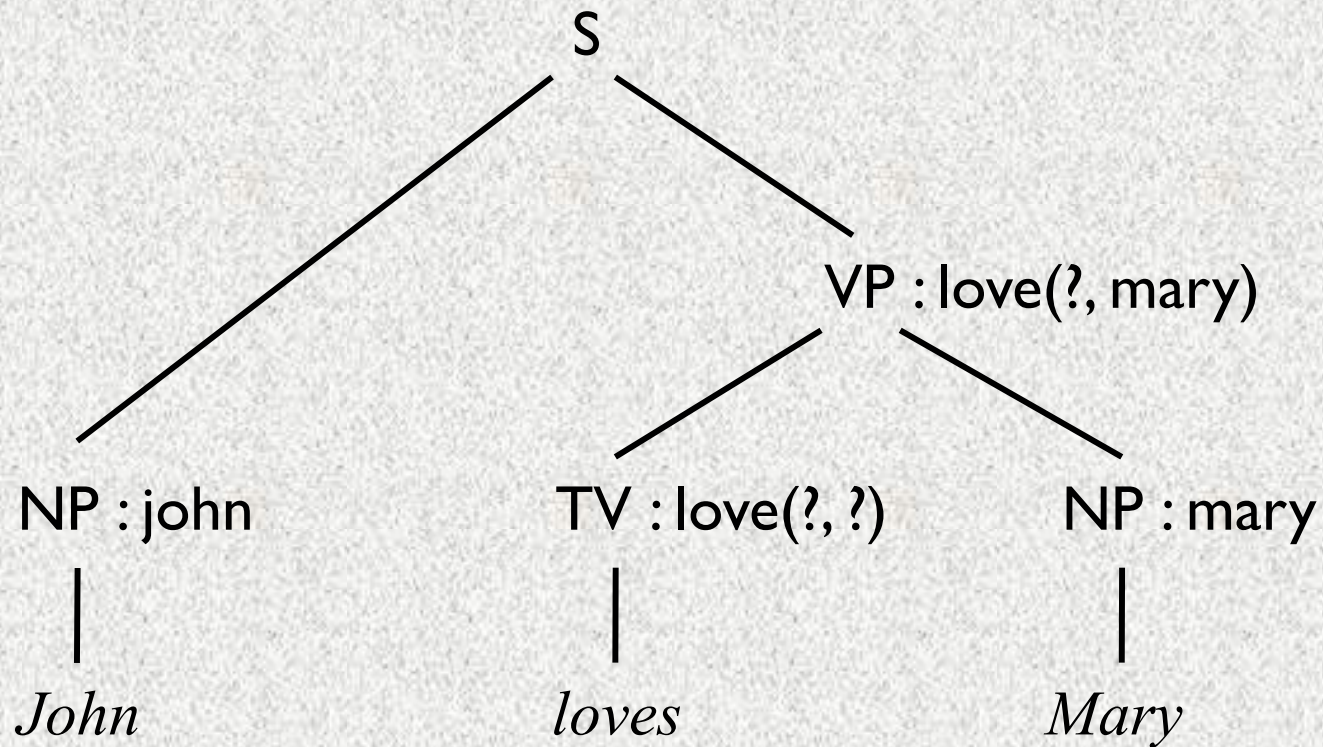 S
VP : love(?, mary)
NP : john TV : love(?, ?) NP : mary
John loves Mary